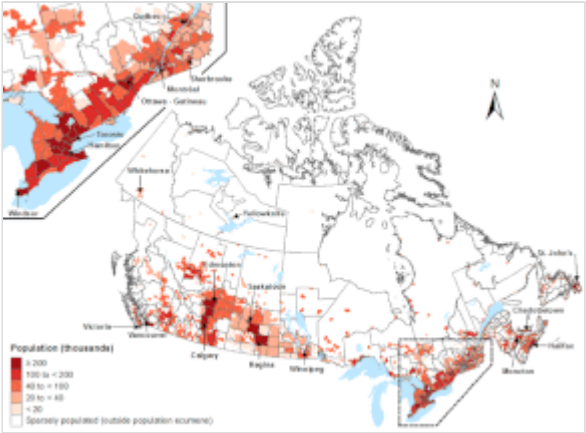 Québec
Sherbrooke
Montréal
Ottawa - Gatineau
Toronto
Hamilton
Windsor
N
Whitehorse
Yellowknife
St. John's
Edmonton
Saskatoon
Charlottetown
Victoria
Vancouver
Halifax
Calgary
Regina
Winnipeg
Moncton
Population (thousands)
≥ 200
100 to < 200
40 to < 100
20 to < 40
< 20
Sparsely populated (outside population ecumene)